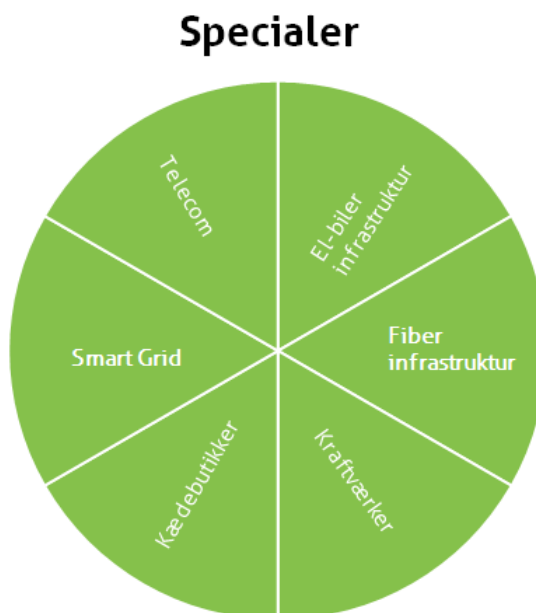 Specialer
Telecom
El-biler
infrastruktur
Smart Grid
Fiber
infrastruktur
Kædebutikker
Kraftværker